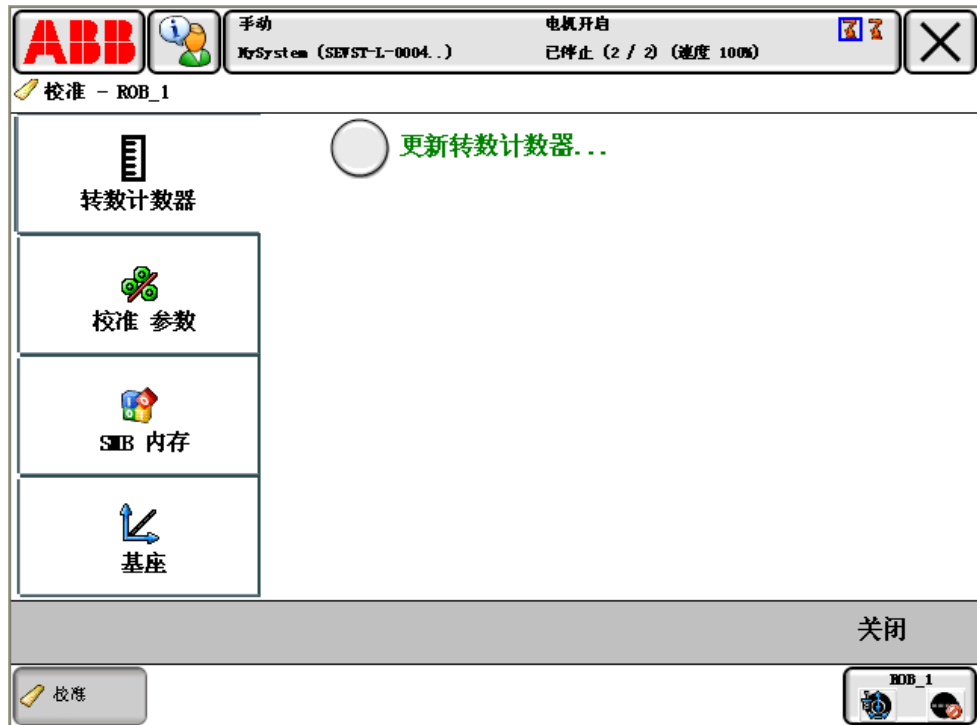 ABB
手动
电机开启
MySystem (SEVST-L-0004..)
已停止 (2 / 2) (速度 100%)
校准 - ROB_1
更新转数计数器...
转数计数器
校准 参数
SMB 内存
基座
关闭
校准
ROB_1